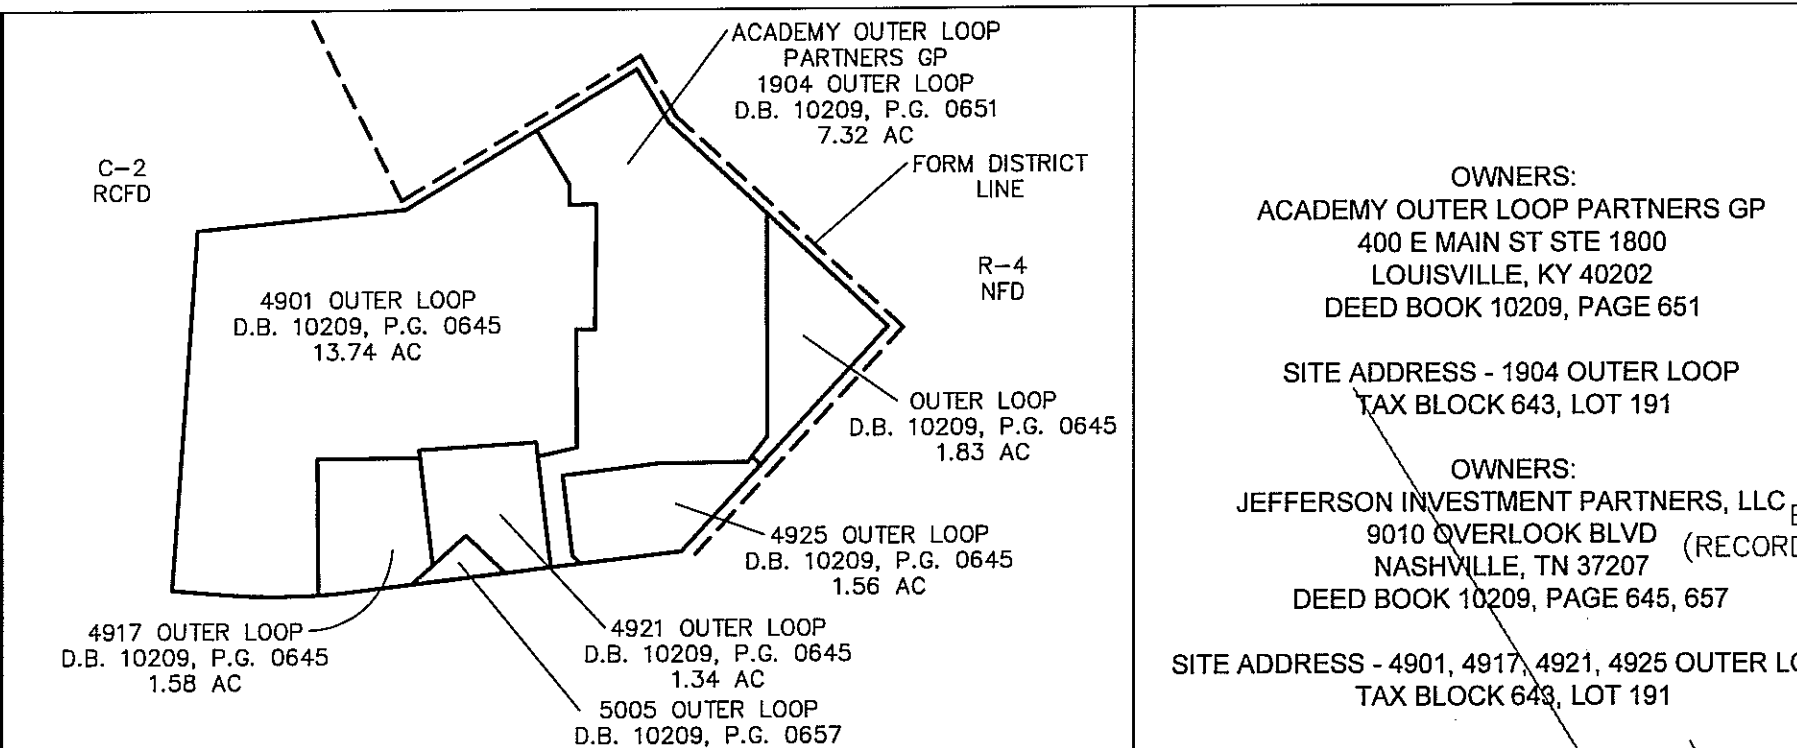 ACADEMY OUTER LOOP
PARTNERS GP
1904 OUTER LOOP
D.B. 10209, P.G. 0651
7.32 AC
C-2
RCFD
FORM DISTRICT
LINE
R-4
NFD
4901 OUTER LOOP
D.B. 10209, P.G. 0645
13.74 AC
OUTER LOOP
D.B. 10209, P.G. 0645
1.83 AC
4925 OUTER LOOP
D.B. 10209, P.G. 0645
1.56 AC
4917 OUTER LOOP
D.B. 10209, P.G. 0645
1.58 AC
4921 OUTER LOOP
D.B. 10209, P.G. 0645
1.34 AC
5005 OUTER LOOP
D.B. 10209, P.G. 0657
OWNERS:
ACADEMY OUTER LOOP PARTNERS GP
400 E MAIN ST STE 1800
LOUISVILLE, KY 40202
DEED BOOK 10209, PAGE 651
SITE ADDRESS - 1904 OUTER LOOP
TAX BLOCK 643, LOT 191
OWNERS:
JEFFERSON INVESTMENT PARTNERS, LLC
9010 OVERLOOK BLVD
NASHVILLE, TN 37207
DEED BOOK 10209, PAGE 645, 657
SITE ADDRESS - 4901, 4917, 4921, 4925 OUTER LO
TAX BLOCK 643, LOT 191
(RECORD